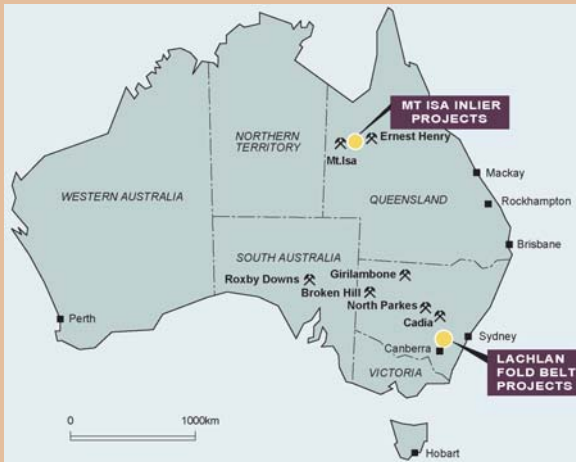 MT ISA INLIER
PROJECTS
Ernest Henry
Mt.Isa
NORTHERN
TERRITORY
WESTERN AUSTRALIA
QUEENSLAND
Mackay
Rockhampton
Brisbane
SOUTH AUSTRALIA
Girilambone
Roxby Downs
Broken Hill
North Parkes
Cadia
Perth
Sydney
Canberra
LACHLAN
FOLD BELT
PROJECTS
VICTORIA
0
1000km
Hobart